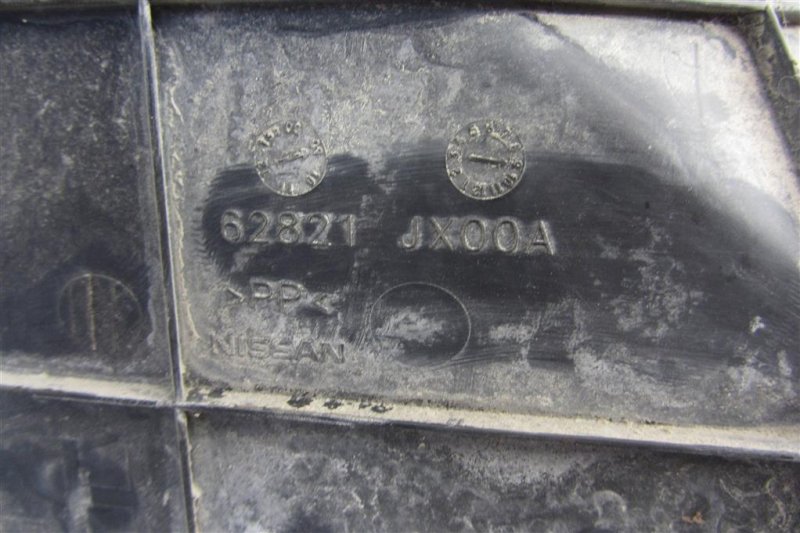 62821 JX00A
>PP<
NISSAN